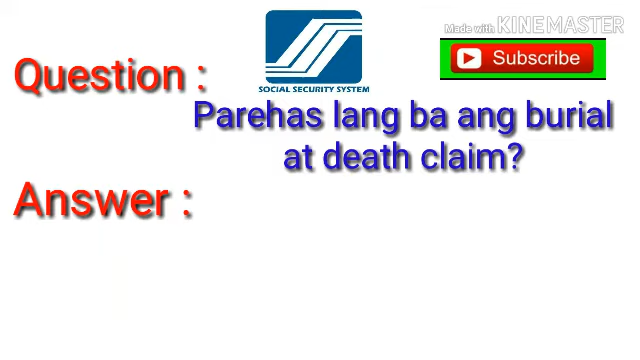 Made with KINEMASTER
SOCIAL SECURITY SYSTEM
Subscribe
Question :
Parehas lang ba ang burial
at death claim?
Answer :